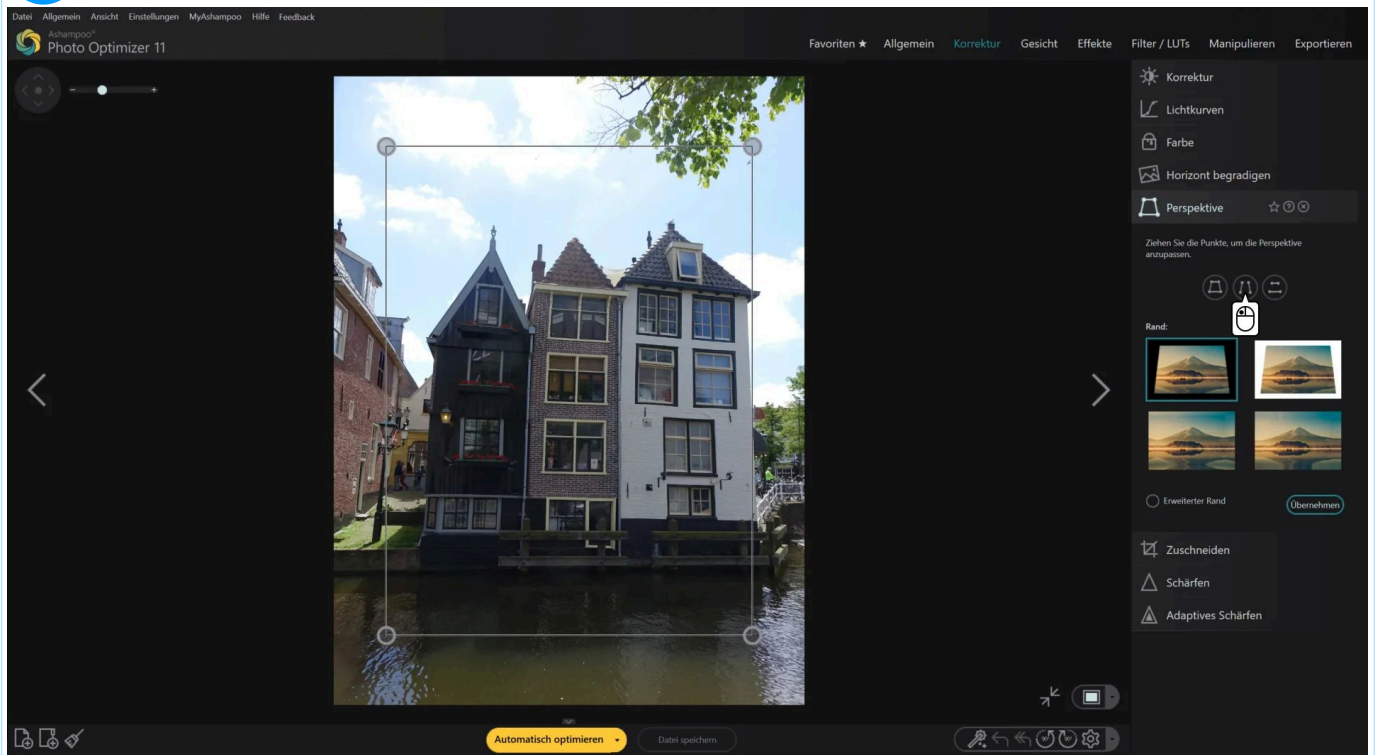 Datei Allgemein Ansicht Einstellungen MyAshampoo Hilfe Feedback
Ashampoo®
Photo Optimizer 11
Favoriten ★ Allgemein Korrektur Gesicht Effekte Filter / LUTs Manipulieren Exportieren
Korrektur
Lichtkurven
Farbe
Horizont begradigen
Perspektive
Ziehen Sie die Punkte, um die Perspektive
anzupassen.
Rand:
Erweiterter Rand
Übernehmen
Zuschneiden
Schärfen
Adaptives Schärfen
Automatisch optimieren
Datei speichern
90° 90°